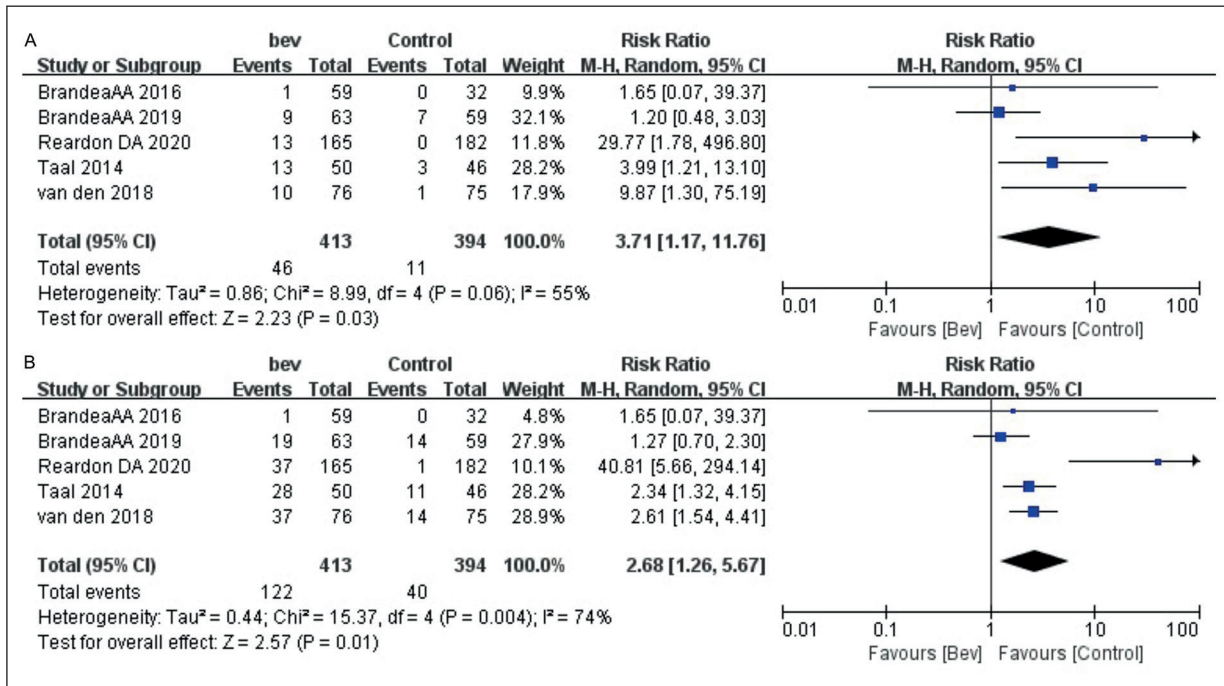 A
bev Control Risk Ratio Risk Ratio
Study or Subgroup Events Total Events Total Weight M-H, Random, 95% CI M-H, Random, 95% CI
BrandeaAA 2016 1 59 0 32 9.9% 1.65 [0.07, 39.37]
BrandeaAA 2019 9 63 7 59 32.1% 1.20 [0.48, 3.03]
Reardon DA 2020 13 165 0 182 11.8% 29.77 [1.78, 496.80]
Taal 2014 13 50 3 46 28.2% 3.99 [1.21, 13.10]
van den 2018 10 76 1 75 17.9% 9.87 [1.30, 75.19]
Total (95% CI) 413 394 100.0% 3.71 [1.17, 11.76]
Total events 46 11
Heterogeneity: Tau² = 0.86; Chi² = 8.99, df = 4 (P = 0.06); I² = 55%
Test for overall effect: Z = 2.23 (P = 0.03)
0.01 0.1 1 10 100
Favours [Bev] Favours [Control]
B
bev Control Risk Ratio Risk Ratio
Study or Subgroup Events Total Events Total Weight M-H, Random, 95% CI M-H, Random, 95% CI
BrandeaAA 2016 1 59 0 32 4.8% 1.65 [0.07, 39.37]
BrandeaAA 2019 19 63 14 59 27.9% 1.27 [0.70, 2.30]
Reardon DA 2020 37 165 1 182 10.1% 40.81 [5.66, 294.14]
Taal 2014 28 50 11 46 28.2% 2.34 [1.32, 4.15]
van den 2018 37 76 14 75 28.9% 2.61 [1.54, 4.41]
Total (95% CI) 413 394 100.0% 2.68 [1.26, 5.67]
Total events 122 40
Heterogeneity: Tau² = 0.44; Chi² = 15.37, df = 4 (P = 0.004); I² = 74%
Test for overall effect: Z = 2.57 (P = 0.01)
0.01 0.1 1 10 100
Favours [Bev] Favours [Control]